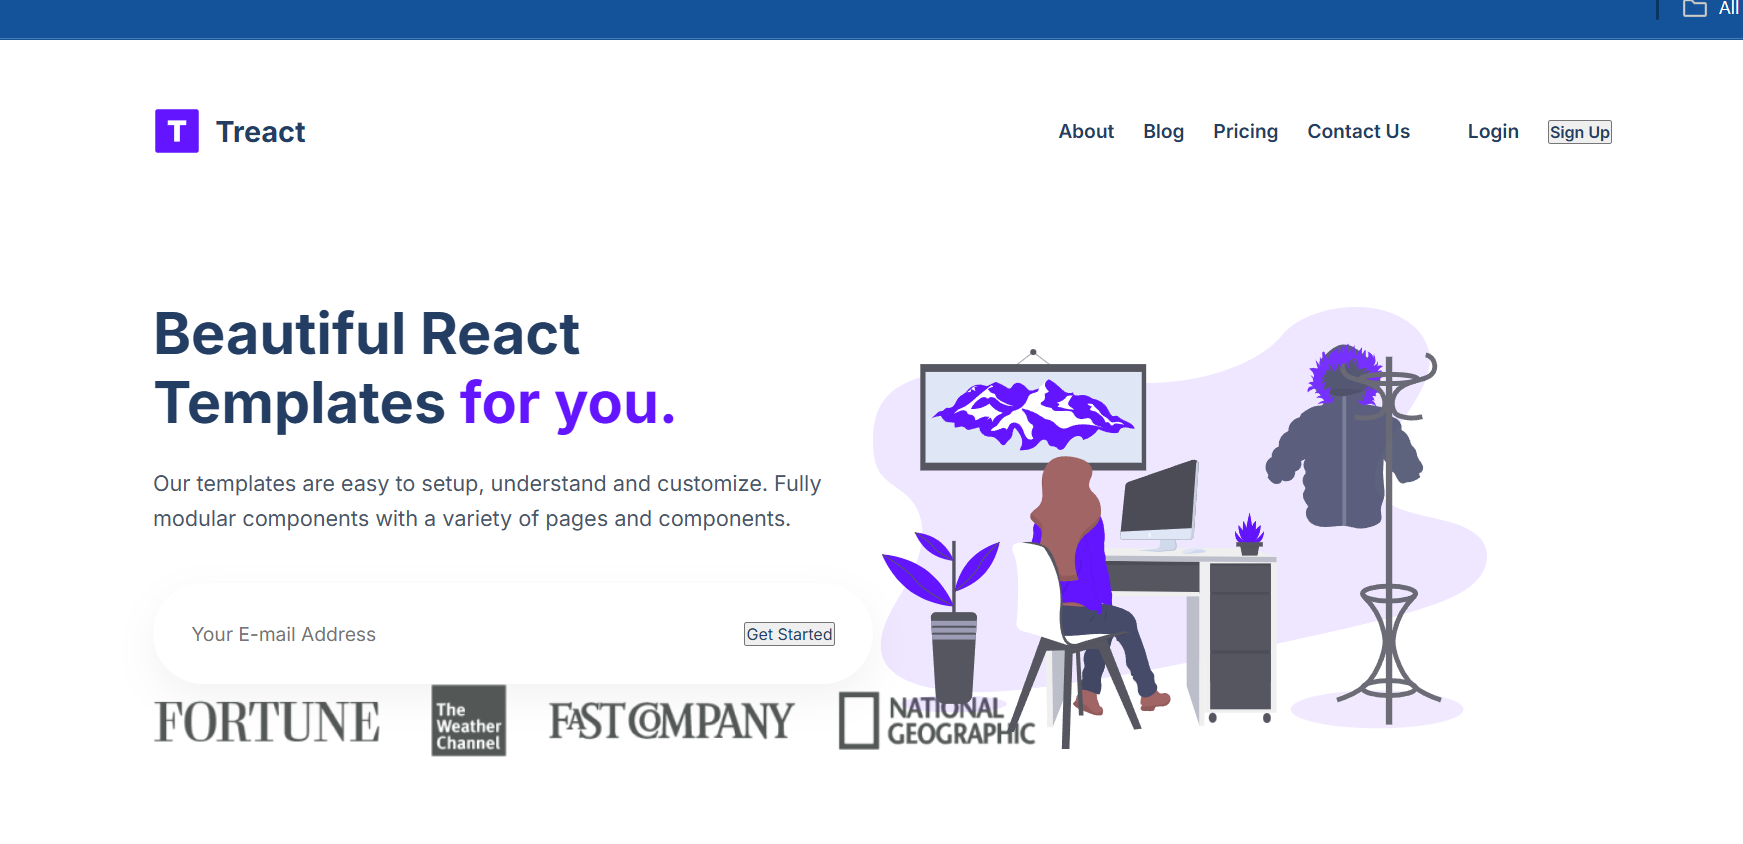 All
T Treact
About Blog Pricing Contact Us Login Sign Up
Beautiful React
Templates for you.
Our templates are easy to setup, understand and customize. Fully
modular components with a variety of pages and components.
Your E-mail Address Get Started
FORTUNE
The
Weather
Channel
FAST COMPANY
NATIONAL
GEOGRAPHIC